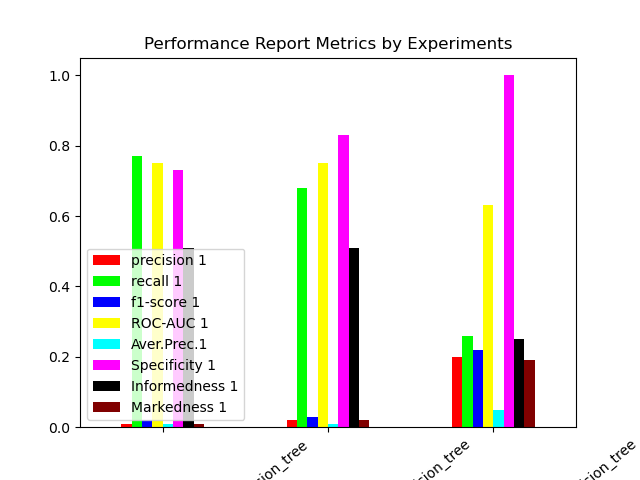 Performance Report Metrics by Experiments
1.0
0.8
0.6
0.4
0.2
0.0
precision 1
recall 1
f1-score 1
ROC-AUC 1
Aver.Prec.1
Specificity 1
Informedness 1
Markedness 1